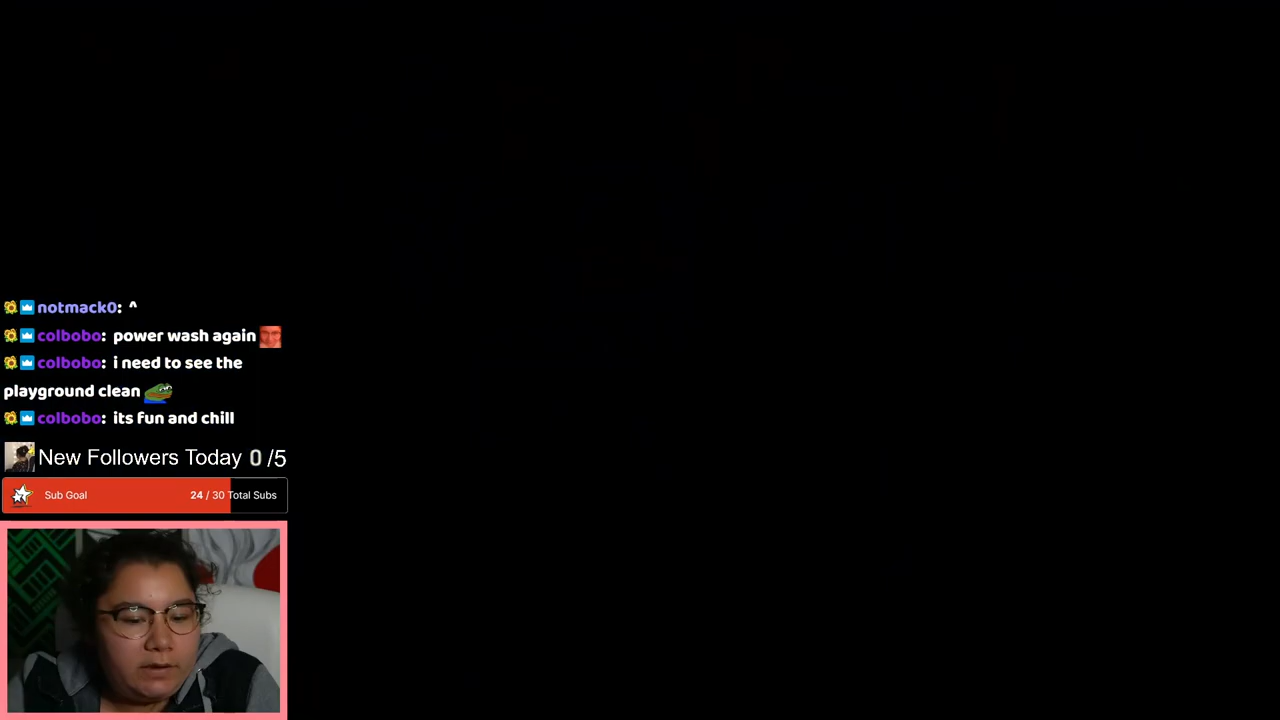 notmack0: ^
colbobo: power wash again
colbobo: i need to see the
playground clean
colbobo: its fun and chill
New Followers Today 0 /5
Sub Goal 24 / 30 Total Subs